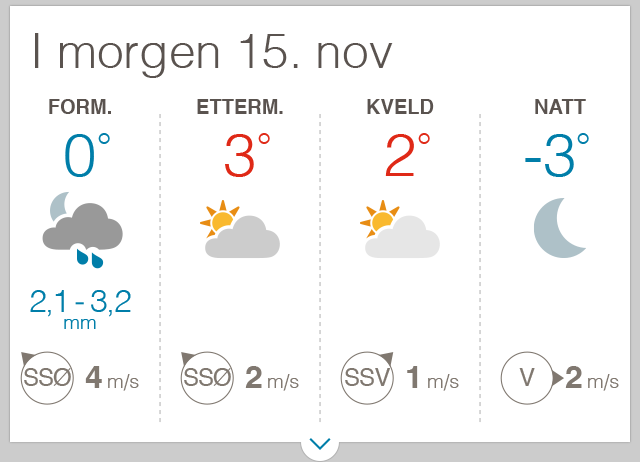 I morgen 15. nov
FORM. ETTERM. KVELD NATT
0° 3° 2° -3°
2,1 - 3,2
mm
SSØ 4 m/s SSØ 2 m/s SSV 1 m/s V 2 m/s